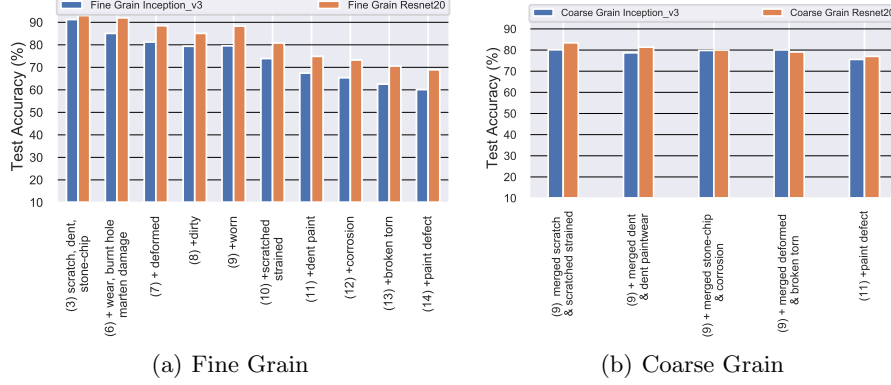 Fine Grain Inception_v3
Fine Grain Resnet20
90
80
70
60
50
40
30
20
10
Test Accuracy (%)
(3) scratch, dent,
stone-chip
(6) + wear, burnt hole
marten damage
(7) + deformed
(8) +dirty
(9) +worn
(10) +scratched
strained
(11) +dent paint
(12) +corrosion
(13) +broken torn
(14) +paint defect
(a) Fine Grain
Coarse Grain Inception_v3
Coarse Grain Resnet20
90
80
70
60
50
40
30
20
10
Test Accuracy (%)
(9) merged scratch
& scratched strained
(9) + merged dent
& dent paintwear
(9) + merged stone-chip
& corrosion
(9) + merged deformed
& broken torn
(11) +paint defect
(b) Coarse Grain